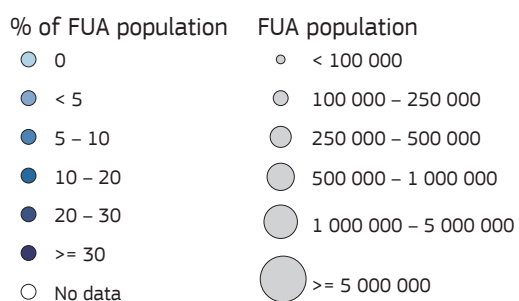 % of FUA population
0
< 5
5 – 10
10 – 20
20 – 30
>= 30
No data
FUA population
< 100 000
100 000 – 250 000
250 000 – 500 000
500 000 – 1 000 000
1 000 000 – 5 000 000
>= 5 000 000